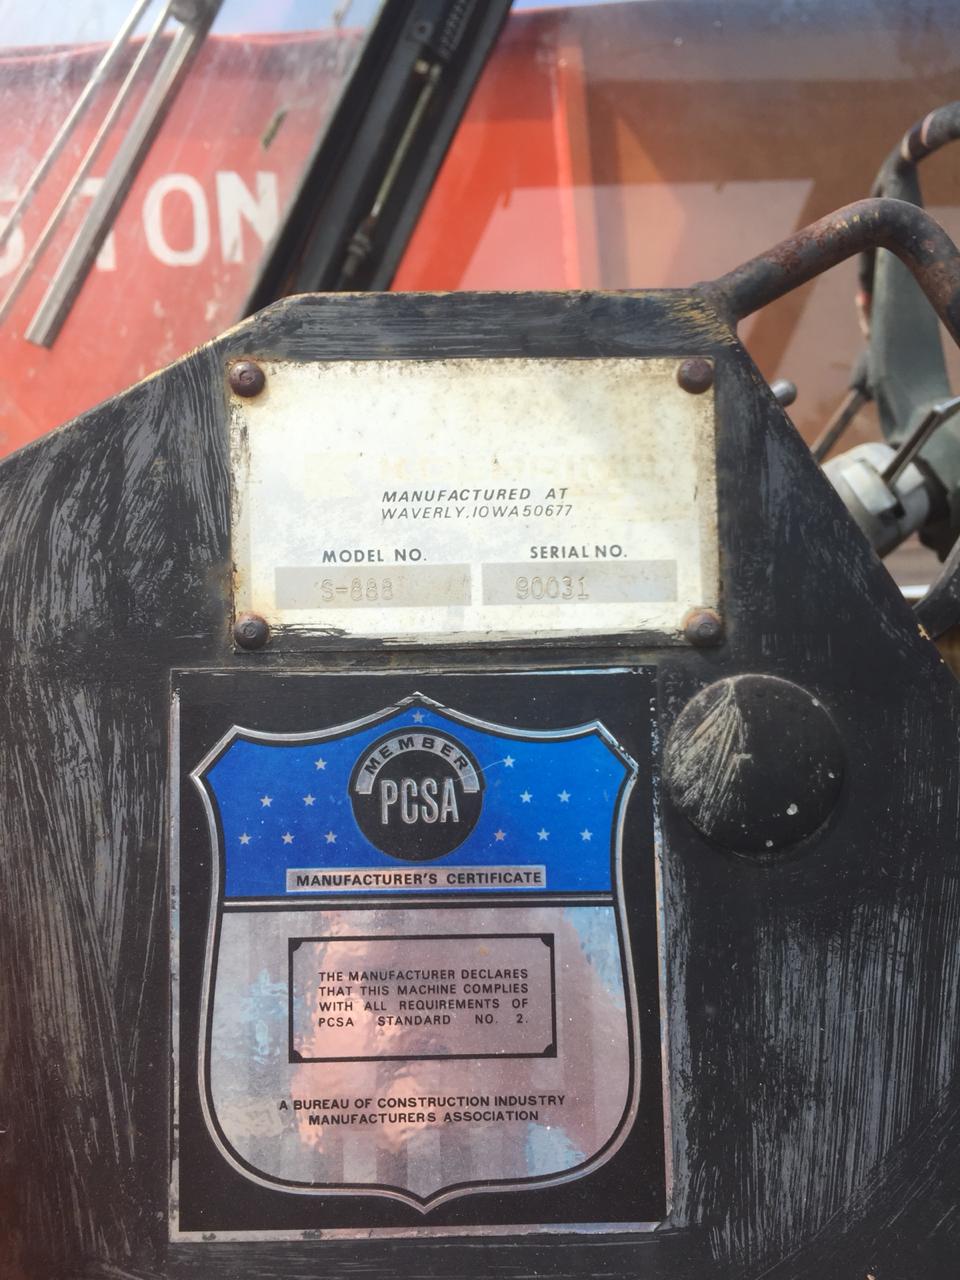 TON
MANUFACTURED AT
WAVERLY, IOWA 50677
MODEL NO. SERIAL NO.
S-888 90031
MEMBER
PCSA
MANUFACTURER'S CERTIFICATE
THE MANUFACTURER DECLARES
THAT THIS MACHINE COMPLIES
WITH ALL REQUIREMENTS OF
PCSA STANDARD NO. 2.
A BUREAU OF CONSTRUCTION INDUSTRY
MANUFACTURERS ASSOCIATION